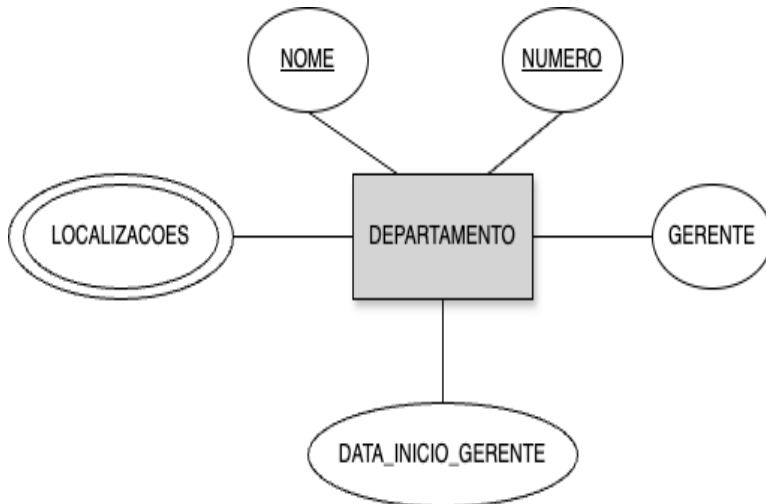 NOME
NUMERO
LOCALIZACOES
DEPARTAMENTO
GERENTE
DATA_INICIO_GERENTE